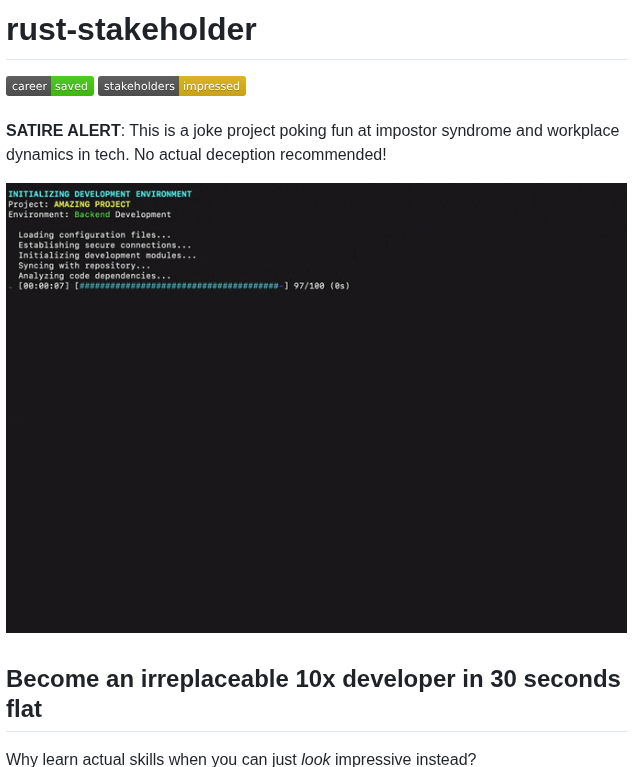 rust-stakeholder
career saved stakeholders impressed
SATIRE ALERT: This is a joke project poking fun at impostor syndrome and workplace
dynamics in tech. No actual deception recommended!
INITIALIZING DEVELOPMENT ENVIRONMENT
Project: AMAZING PROJECT
Environment: Backend Development
Loading configuration files...
Establishing secure connections...
Initializing development modules...
Syncing with repository...
Analyzing code dependencies...
[00:00:07] [#######################################-] 97/100 (0s)
Become an irreplaceable 10x developer in 30 seconds
flat
Why learn actual skills when you can just look impressive instead?